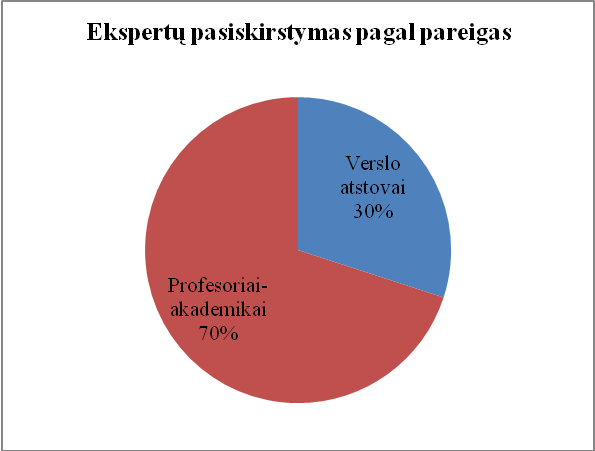 Ekspertų pasiskirstymas pagal pareigas
Verslo
atstovai
30%
Profesoriai-
akademikai
70%